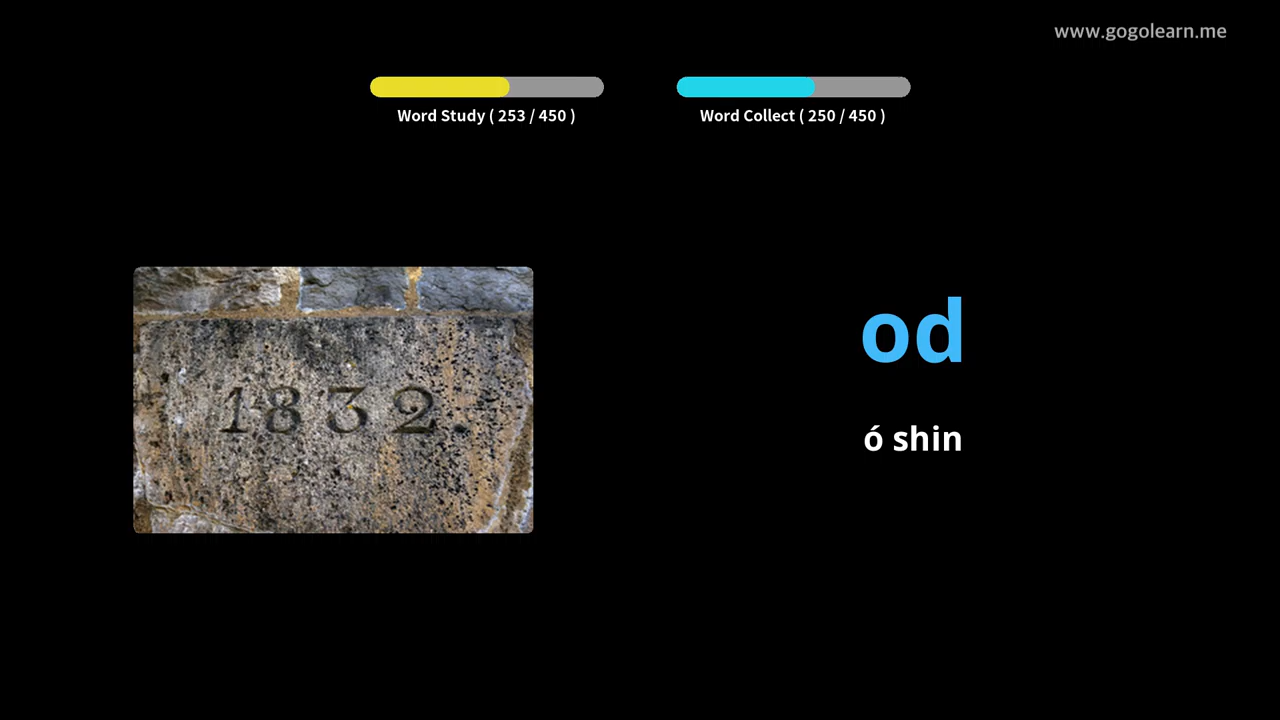 www.gogolearn.me
Word Study ( 253 / 450 )
Word Collect ( 250 / 450 )
1832.
od
ó shin